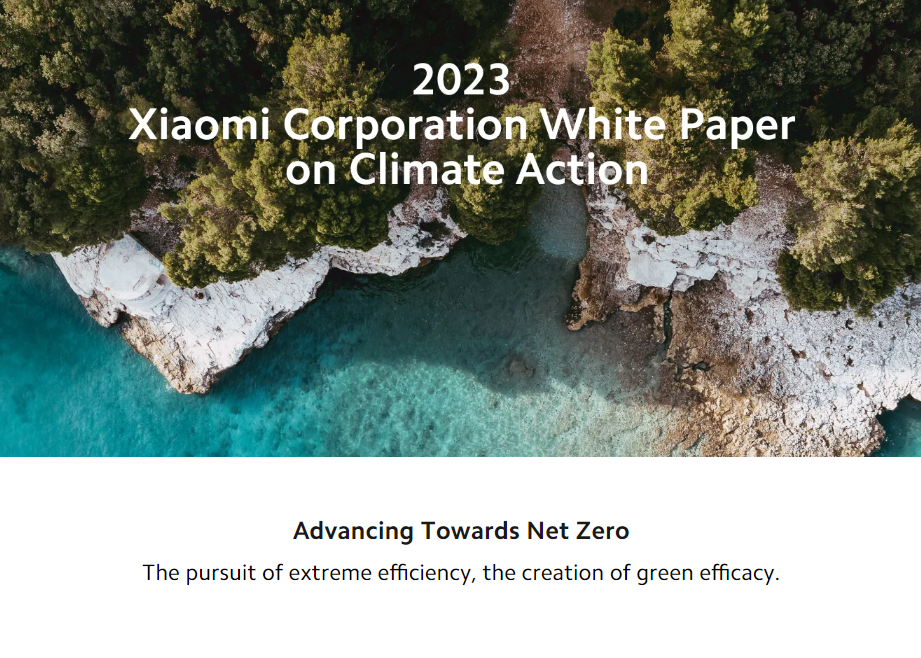 2023
Xiaomi Corporation White Paper
on Climate Action
Advancing Towards Net Zero
The pursuit of extreme efficiency, the creation of green efficacy.